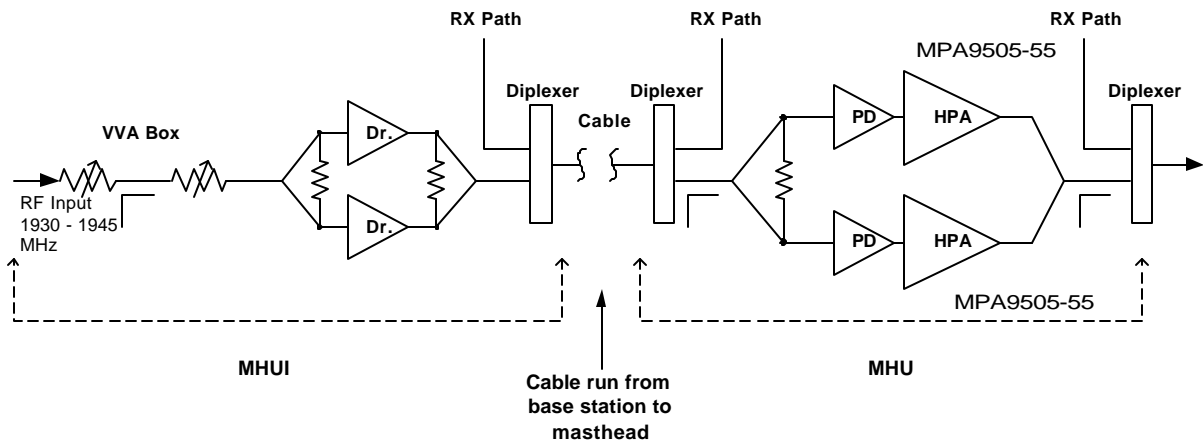 RX Path
RX Path
RX Path
MPA9505-55
Diplexer
Diplexer
Diplexer
VVA Box
Cable
Dr.
PD
HPA
RF Input
1930 - 1945
MHz
Dr.
PD
HPA
MPA9505-55
MHUI
MHU
Cable run from
base station to
masthead